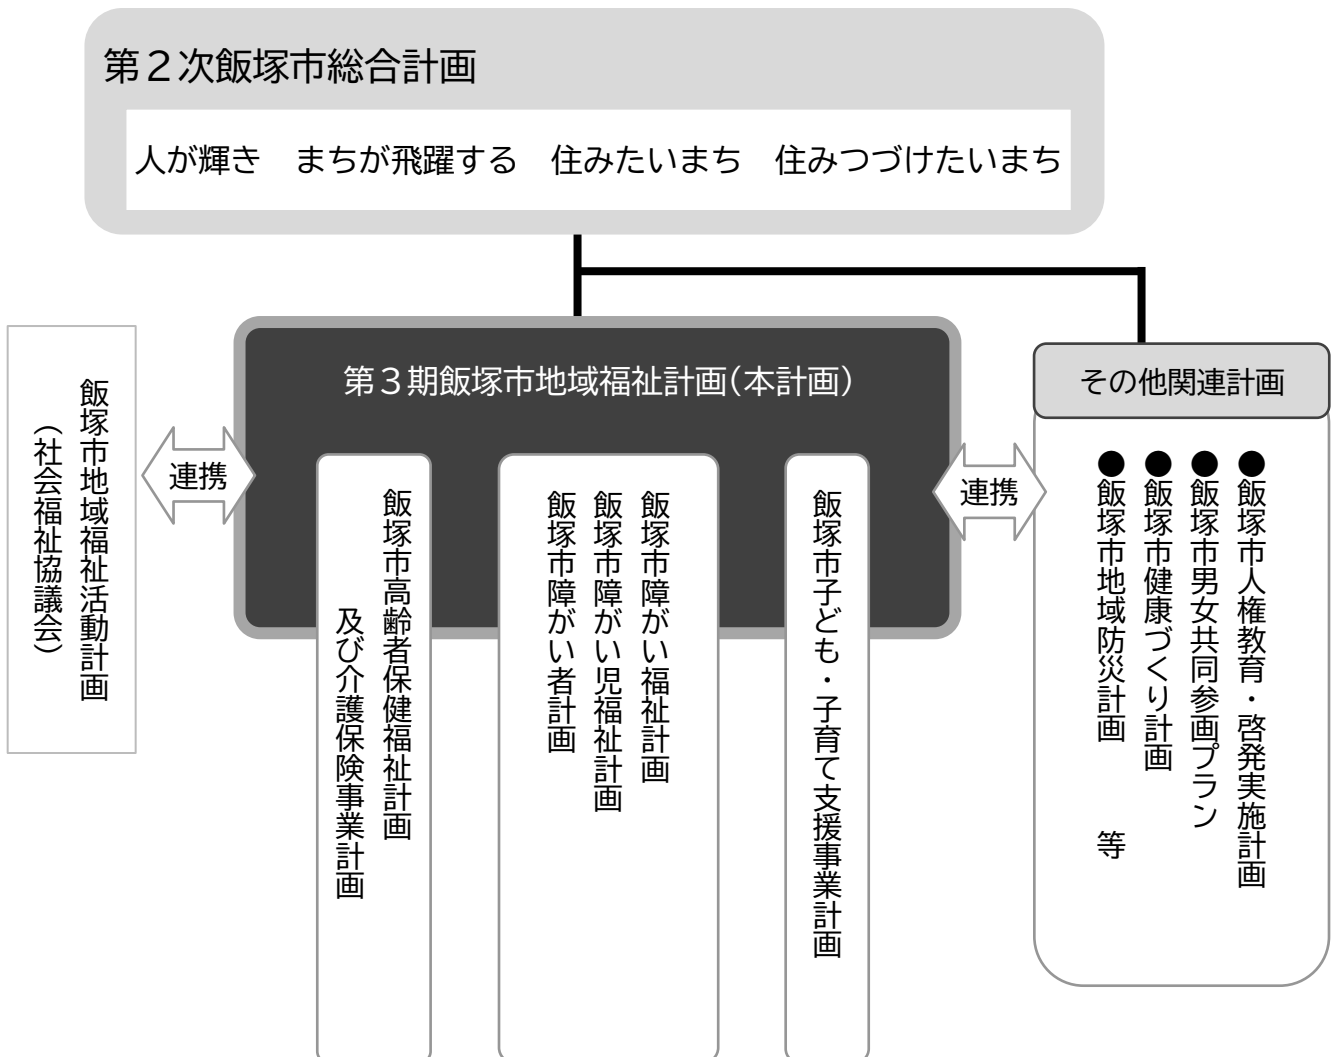 第２次飯塚市総合計画
人が輝き　まちが飛躍する　住みたいまち　住みつづけたいまち
第３期飯塚市地域福祉計画（本計画）
その他関連計画
飯塚市地域福祉活動計画
（社会福祉協議会）
連携
飯塚市高齢者保健福祉計画
及び介護保険事業計画
飯塚市障がい福祉計画
飯塚市障がい児福祉計画
飯塚市障がい者計画
飯塚市子ども・子育て支援事業計画
連携
●飯塚市人権教育・啓発実施計画
●飯塚市男女共同参画プラン
●飯塚市健康づくり計画
●飯塚市地域防災計画　　等